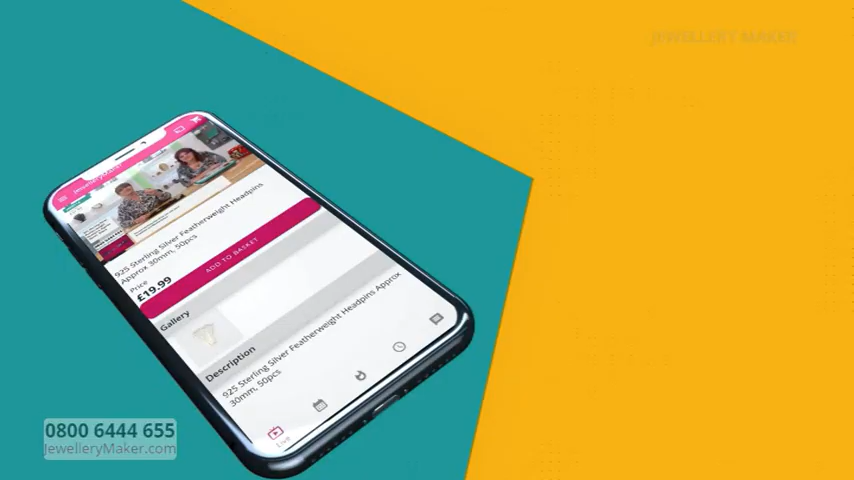 JEWELLERY MAKER
925 Sterling Silver Featherweight Headpins
Approx 30mm, 50pcs
Price
£19.99
ADD TO BASKET
Gallery
Description
925 Sterling Silver Featherweight Headpins Approx
30mm, 50pcs
Live
0800 6444 655
JewelleryMaker.com